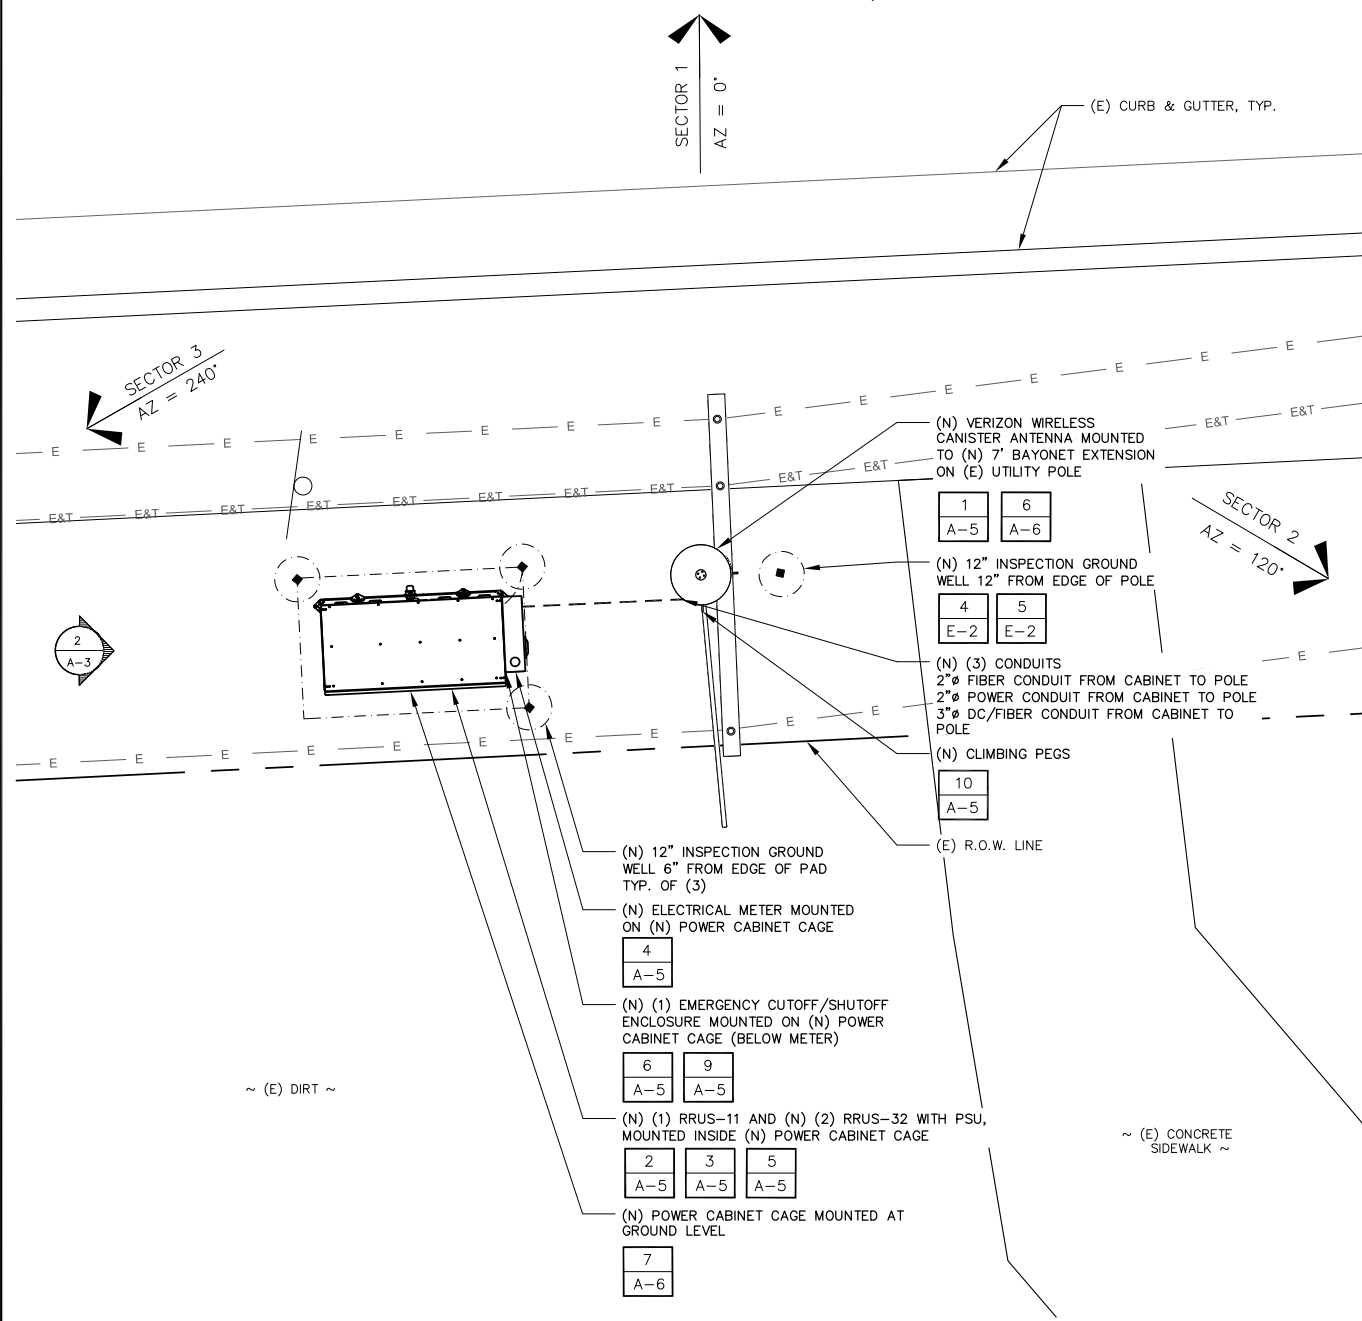 SECTOR 1
AZ = 0°
(E) CURB & GUTTER, TYP.
SECTOR 3
AZ = 240°
E E E E E E E E E E E E E E E
E&T E&T E&T E&T E&T E&T E&T E&T E&T E&T E&T E&T
(N) VERIZON WIRELESS
CANISTER ANTENNA MOUNTED
TO (N) 7' BAYONET EXTENSION
ON (E) UTILITY POLE
1 6
A-5 A-6
SECTOR 2
AZ = 120°
(N) 12" INSPECTION GROUND
WELL 12" FROM EDGE OF POLE
4 5
E-2 E-2
2
A-3
(N) (3) CONDUITS
2"ø FIBER CONDUIT FROM CABINET TO POLE
2"ø POWER CONDUIT FROM CABINET TO POLE
3"ø DC/FIBER CONDUIT FROM CABINET TO
POLE
E E E E E E E E E E E E
(N) CLIMBING PEGS
10
A-5
(E) R.O.W. LINE
(N) 12" INSPECTION GROUND
WELL 6" FROM EDGE OF PAD
TYP. OF (3)
(N) ELECTRICAL METER MOUNTED
ON (N) POWER CABINET CAGE
4
A-5
(N) (1) EMERGENCY CUTOFF/SHUTOFF
ENCLOSURE MOUNTED ON (N) POWER
CABINET CAGE (BELOW METER)
6 9
A-5 A-5
~ (E) DIRT ~
(N) (1) RRUS-11 AND (N) (2) RRUS-32 WITH PSU,
MOUNTED INSIDE (N) POWER CABINET CAGE
2 3 5
A-5 A-5 A-5
~ (E) CONCRETE
SIDEWALK ~
(N) POWER CABINET CAGE MOUNTED AT
GROUND LEVEL
7
A-6